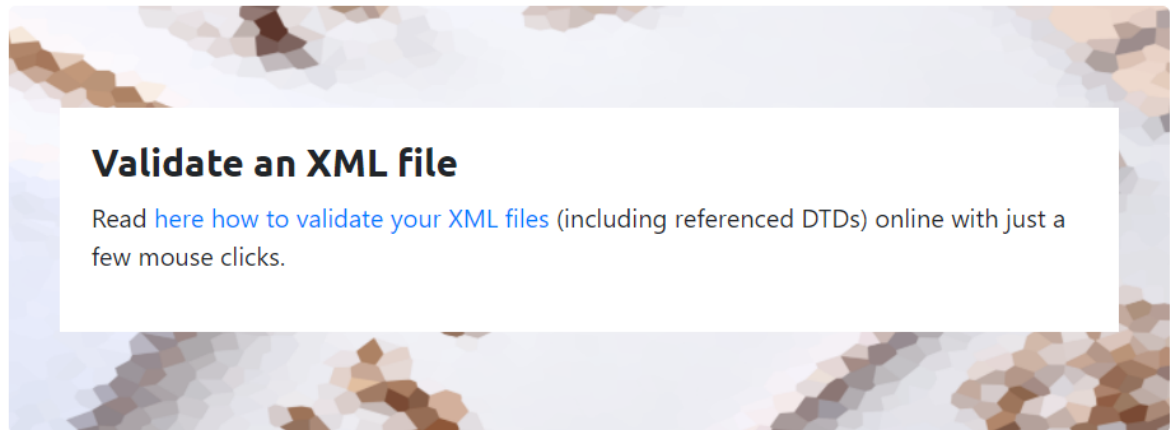 Validate an XML file
Read here how to validate your XML files (including referenced DTDs) online with just a
few mouse clicks.